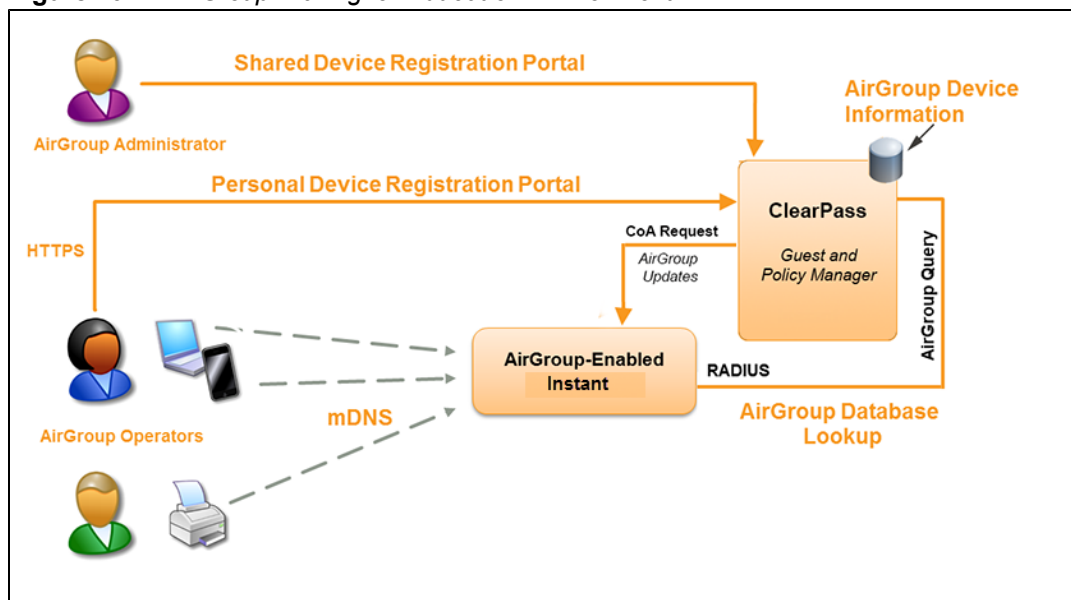 Shared Device Registration Portal
AirGroup Device
Information
AirGroup Administrator
Personal Device Registration Portal
ClearPass
Guest and
Policy Manager
CoA Request
AirGroup
Updates
HTTPS
AirGroup Query
AirGroup-Enabled
Instant
RADIUS
mDNS
AirGroup Database
Lookup
AirGroup Operators